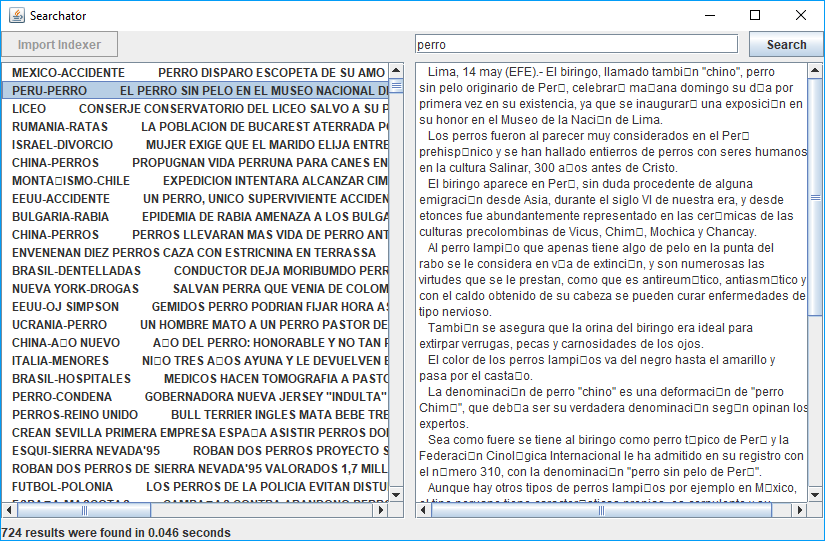 Searchator
Import Indexer
perro
Search
MEXICO-ACCIDENTE PERRO DISPARO ESCOPETA DE SU AMO
PERU-PERRO EL PERRO SIN PELO EN EL MUSEO NACIONAL DE
LICEO CONSERJE CONSERVATORIO DEL LICEO SALVO A SU P
RUMANIA-RATAS LA POBLACION DE BUCAREST ATERRADA PO
ISRAEL-DIVORCIO MUJER EXIGE QUE EL MARIDO ELIJA ENTRE
CHINA-PERROS PROPUGNAN VIDA PERRUNA PARA CANES EN
MONTA□ISMO-CHILE EXPEDICION INTENTARA ALCANZAR CIM
EEUU-ACCIDENTE UN PERRO, UNICO SUPERVIVIENTE ACCIDEN
BULGARIA-RABIA EPIDEMIA DE RABIA AMENAZA A LOS BULGA
CHINA-PERROS PERROS LLEVARAN MAS VIDA DE PERRO ANT
ENVENENAN DIEZ PERROS CAZA CON ESTRICNINA EN TERRASSA
BRASIL-DENTELLADAS CONDUCTOR DEJA MORIBUMDO PERR
NUEVA YORK-DROGAS SALVAN PERRA QUE VENIA DE COLOM
EEUU-OJ SIMPSON GEMIDOS PERRO PODRIAN FIJAR HORA AS
UCRANIA-PERRO UN HOMBRE MATO A UN PERRO PASTOR DE
CHINA-A□O NUEVO A□O DEL PERRO: HONORABLE Y NO TAN F
ITALIA-MENORES NI□O TRES A□OS AYUNA Y LE DEVUELVEN E
BRASIL-HOSPITALES MEDICOS HACEN TOMOGRAFIA A PASTO
PERRO-CONDENA GOBERNADORA NUEVA JERSEY "INDULTA"
PERROS-REINO UNIDO BULL TERRIER INGLES MATA BEBE TRE
CREAN SEVILLA PRIMERA EMPRESA ESPA□A ASISTIR PERROS DO
ESQUI-SIERRA NEVADA'95 ROBAN DOS PERROS PROYECTO S
ROBAN DOS PERROS DE SIERRA NEVADA'95 VALORADOS 1,7 MILL
FUTBOL-POLONIA LOS PERROS DE LA POLICIA EVITAN DISTU
ESPA□A-MASCOTAS CAMPA□A CONTRA ABANDONO PERRO
Lima, 14 may (EFE).- El biringo, llamado tambi□n "chino", perro
sin pelo originario de Per□, celebrar□ ma□ana domingo su d□a por
primera vez en su existencia, ya que se inaugurar□ una exposici□n en
su honor en el Museo de la Naci□n de Lima.
Los perros fueron al parecer muy considerados en el Per□
prehisp□nico y se han hallado entierros de perros con seres humanos
en la cultura Salinar, 300 a□os antes de Cristo.
El biringo aparece en Per□, sin duda procedente de alguna
emigraci□n desde Asia, durante el siglo VI de nuestra era, y desde
etonces fue abundantemente representado en las cer□micas de las
culturas precolombinas de Vicus, Chim□, Mochica y Chancay.
Al perro lampi□o que apenas tiene algo de pelo en la punta del
rabo se le considera en v□a de extinci□n, y son numerosas las
virtudes que se le prestan, como que es antireum□tico, antiasm□tico y
con el caldo obtenido de su cabeza se pueden curar enfermedades de
tipo nervioso.
Tambi□n se asegura que la orina del biringo era ideal para
extirpar verrugas, pecas y carnosidades de los ojos.
El color de los perros lampi□os va del negro hasta el amarillo y
pasa por el casta□o.
La denominaci□n de perro "chino" es una deformaci□n de "perro
Chim□", que deb□a ser su verdadera denominaci□n seg□n opinan los
expertos.
Sea como fuere se tiene al biringo como perro t□pico de Per□ y la
Federaci□n Cinol□gica Internacional le ha admitido en su registro con
el n□mero 310, con la denominaci□n "perro sin pelo de Per□".
Aunque hay otros tipos de perros lampi□os por ejemplo en M□xico,
el tipo peruano tiene caracter□sticas propias, es corpulento y su
724 results were found in 0.046 seconds